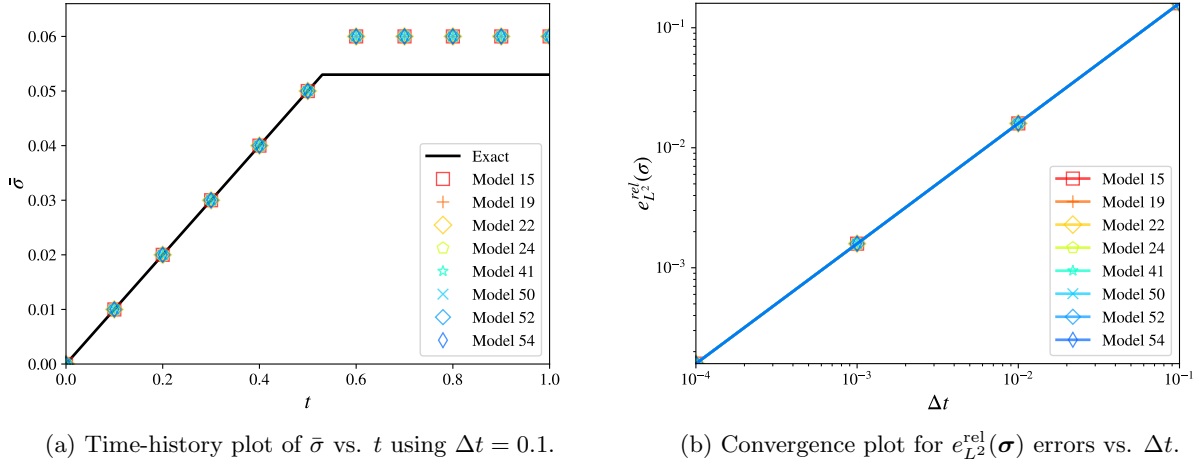 0.06
0.05
0.04
0.03
0.02
0.01
0.00
σ̄
0.0 0.2 0.4 0.6 0.8 1.0
t
Exact
Model 15
Model 19
Model 22
Model 24
Model 41
Model 50
Model 52
Model 54
(a) Time-history plot of σ̄ vs. t using Δt = 0.1.
10⁻¹
10⁻²
10⁻³
e_{L²}^{rel}(σ)
10⁻⁴ 10⁻³ 10⁻² 10⁻¹
Δt
Model 15
Model 19
Model 22
Model 24
Model 41
Model 50
Model 52
Model 54
(b) Convergence plot for e_{L²}^{rel}(σ) errors vs. Δt.